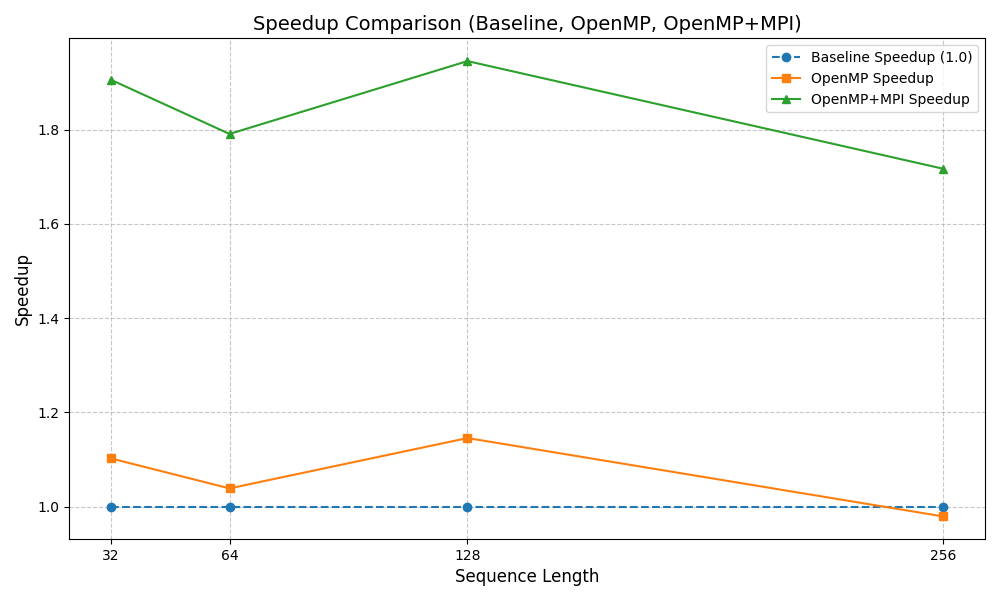 Speedup Comparison (Baseline, OpenMP, OpenMP+MPI)
Baseline Speedup (1.0)
OpenMP Speedup
OpenMP+MPI Speedup
Speedup
1.8
1.6
1.4
1.2
1.0
32 64 128 256
Sequence Length